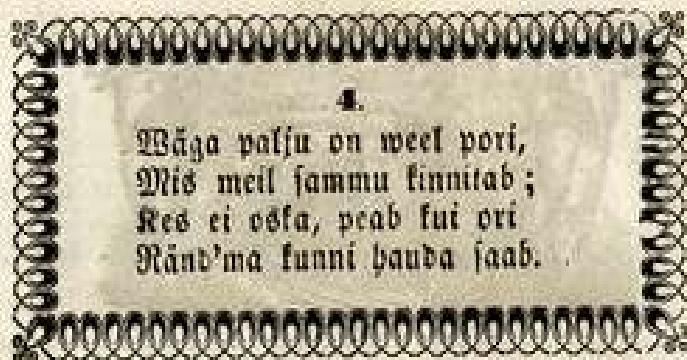 4.
Wäga palju on weel pori,
Mis meil sammu kinnitab;
Kes ei oska, peab kui ori
Ränd'ma kunni hauda saab.